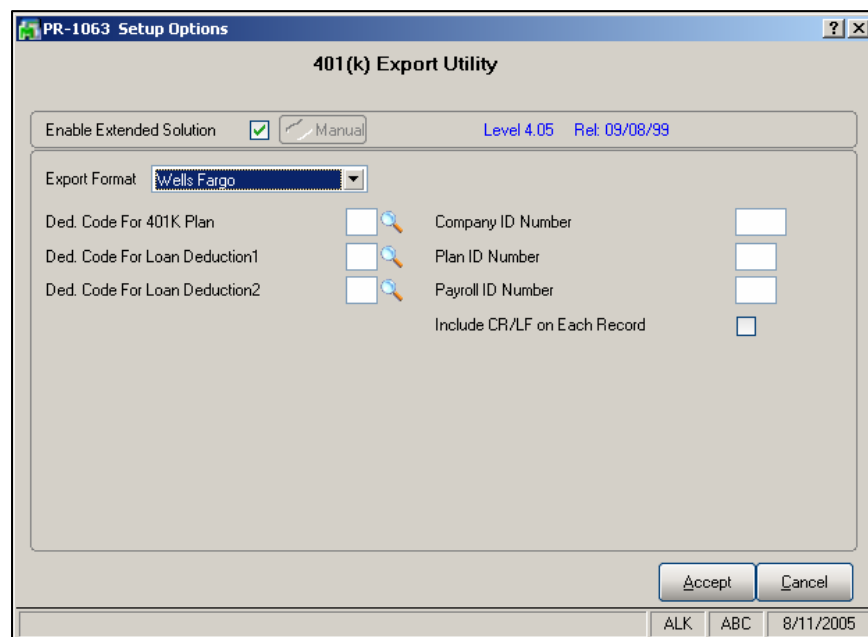 PR-1063 Setup Options
401(k) Export Utility
Enable Extended Solution Manual Level 4.05 Rel: 09/08/99
Export Format Wells Fargo
Ded. Code For 401K Plan Company ID Number
Ded. Code For Loan Deduction1 Plan ID Number
Ded. Code For Loan Deduction2 Payroll ID Number
Include CR/LF on Each Record
Accept Cancel
ALK ABC 8/11/2005